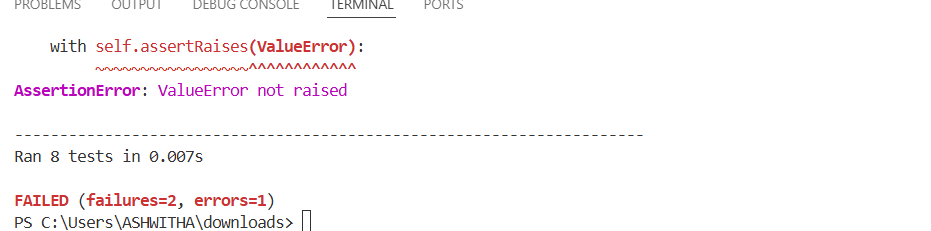 PROBLEMS OUTPUT DEBUG CONSOLE TERMINAL PORTS
with self.assertRaises(ValueError):
~~~~~~~~~~~~~~~~~^^^^^^^^^^^^
AssertionError: ValueError not raised
----------------------------------------------------------------------
Ran 8 tests in 0.007s
FAILED (failures=2, errors=1)
PS C:\Users\ASHWITHA\downloads>